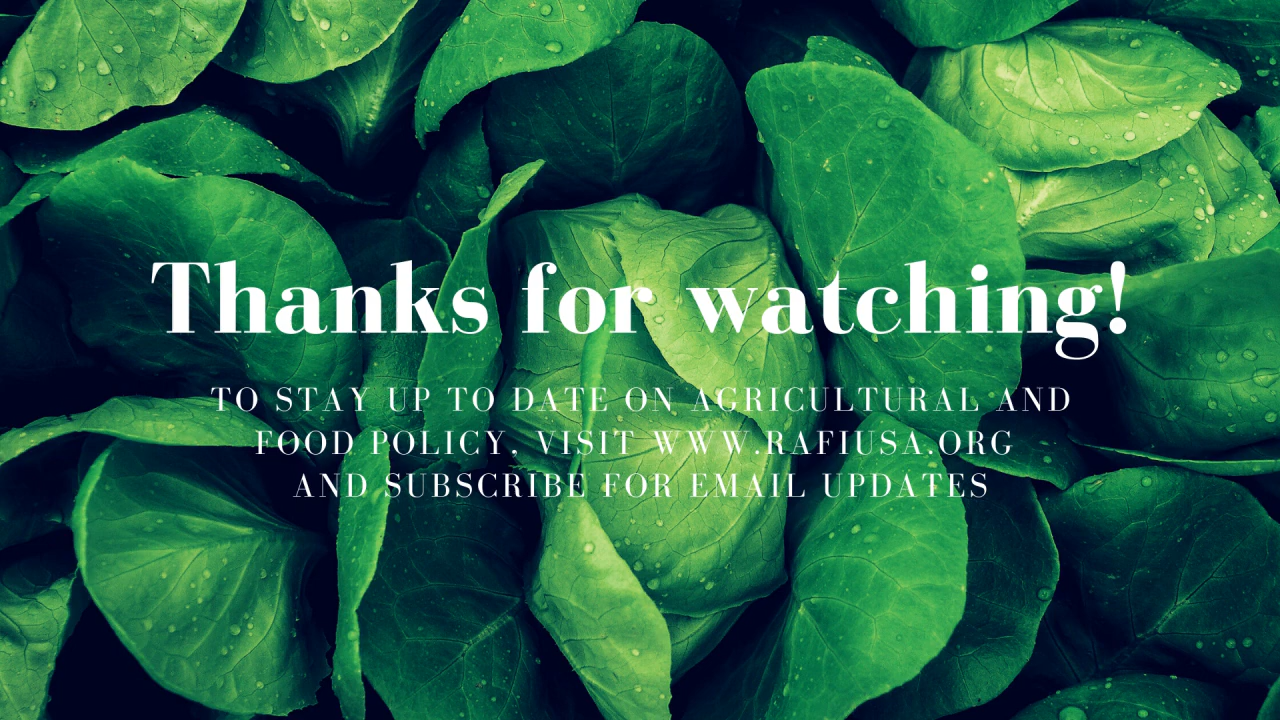 Thanks for watching!
TO STAY UP TO DATE ON AGRICULTURAL AND
FOOD POLICY, VISIT WWW.RAFIUSA.ORG
AND SUBSCRIBE FOR EMAIL UPDATES